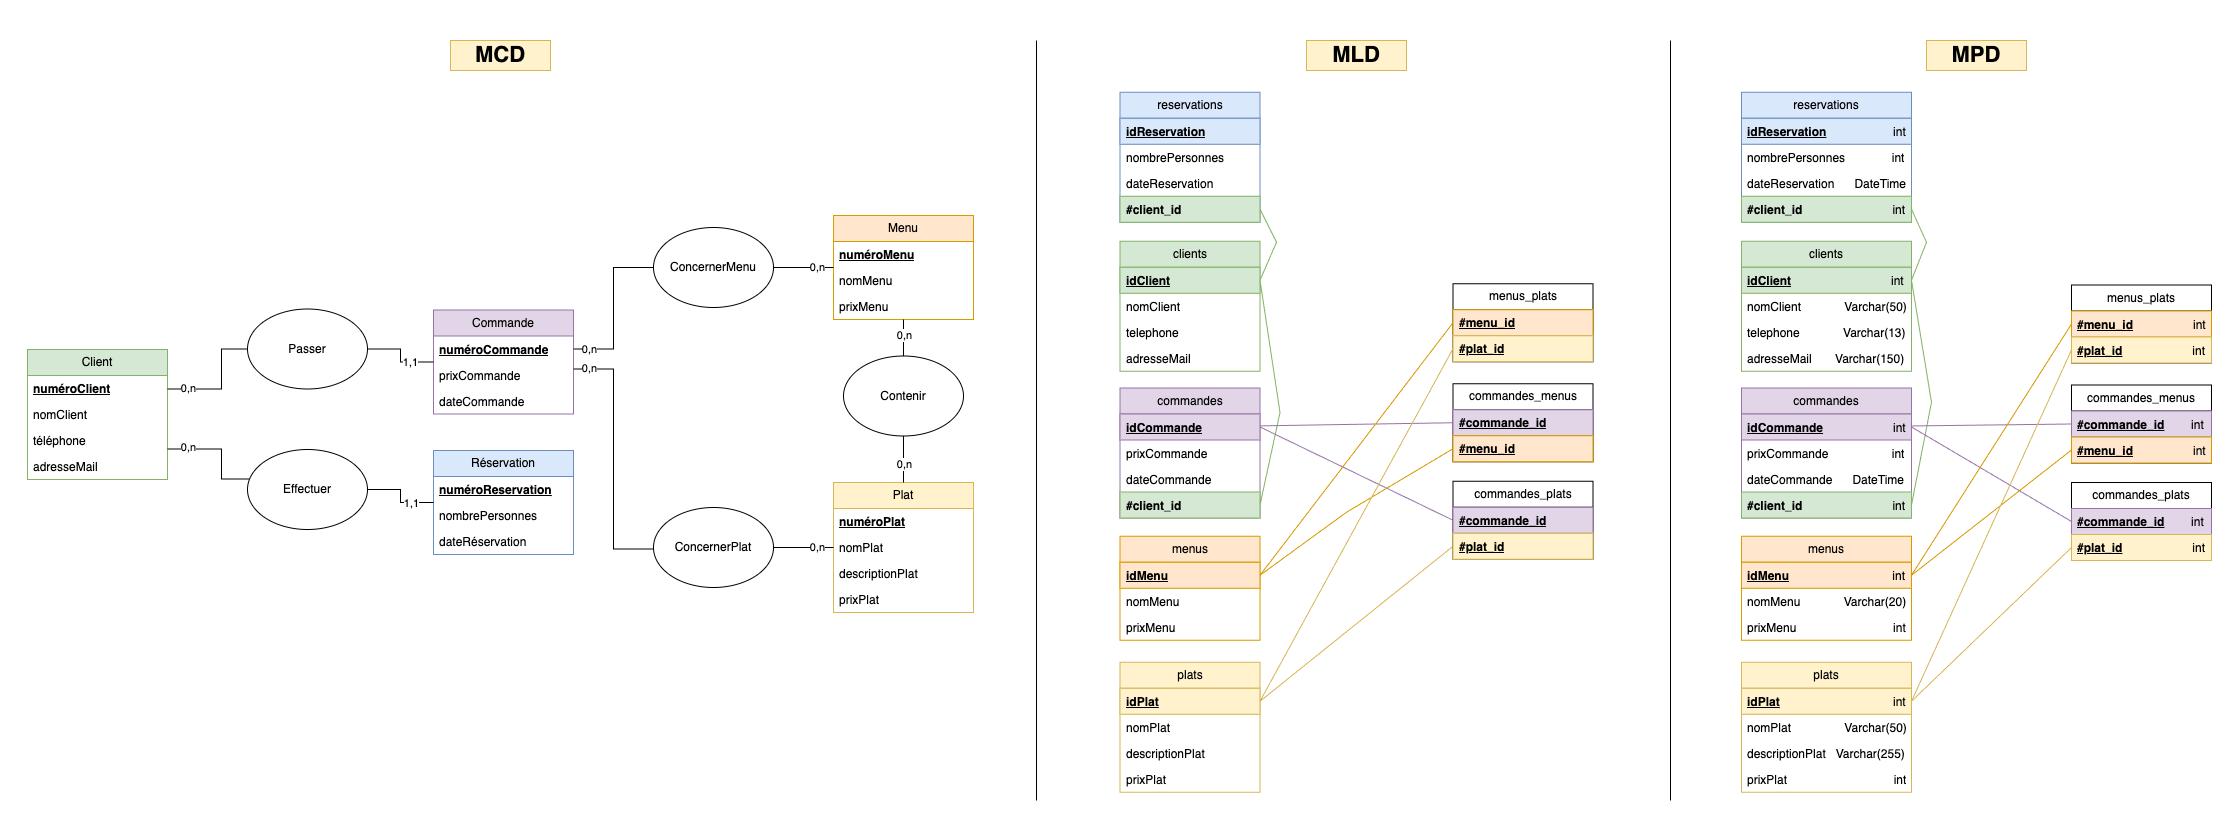 MCD
Client
numéroClient
nomClient
téléphone
adresseMail
0,n
0,n
Passer
Effectuer
1,1
1,1
Commande
numéroCommande
prixCommande
dateCommande
0,n
0,n
Réservation
numéroReservation
nombrePersonnes
dateRéservation
ConcernerMenu
0,n
ConcernerPlat
0,n
Menu
numéroMenu
nomMenu
prixMenu
0,n
Contenir
0,n
Plat
numéroPlat
nomPlat
descriptionPlat
prixPlat
MLD
reservations
idReservation
nombrePersonnes
dateReservation
#client_id
clients
idClient
nomClient
telephone
adresseMail
commandes
idCommande
prixCommande
dateCommande
#client_id
menus
idMenu
nomMenu
prixMenu
plats
idPlat
nomPlat
descriptionPlat
prixPlat
menus_plats
#menu_id
#plat_id
commandes_menus
#commande_id
#menu_id
commandes_plats
#commande_id
#plat_id
MPD
reservations
idReservation int
nombrePersonnes int
dateReservation DateTime
#client_id int
clients
idClient int
nomClient Varchar(50)
telephone Varchar(13)
adresseMail Varchar(150)
commandes
idCommande int
prixCommande int
dateCommande DateTime
#client_id int
menus
idMenu int
nomMenu Varchar(20)
prixMenu int
plats
idPlat int
nomPlat Varchar(50)
descriptionPlat Varchar(255)
prixPlat int
menus_plats
#menu_id int
#plat_id int
commandes_menus
#commande_id int
#menu_id int
commandes_plats
#commande_id int
#plat_id int